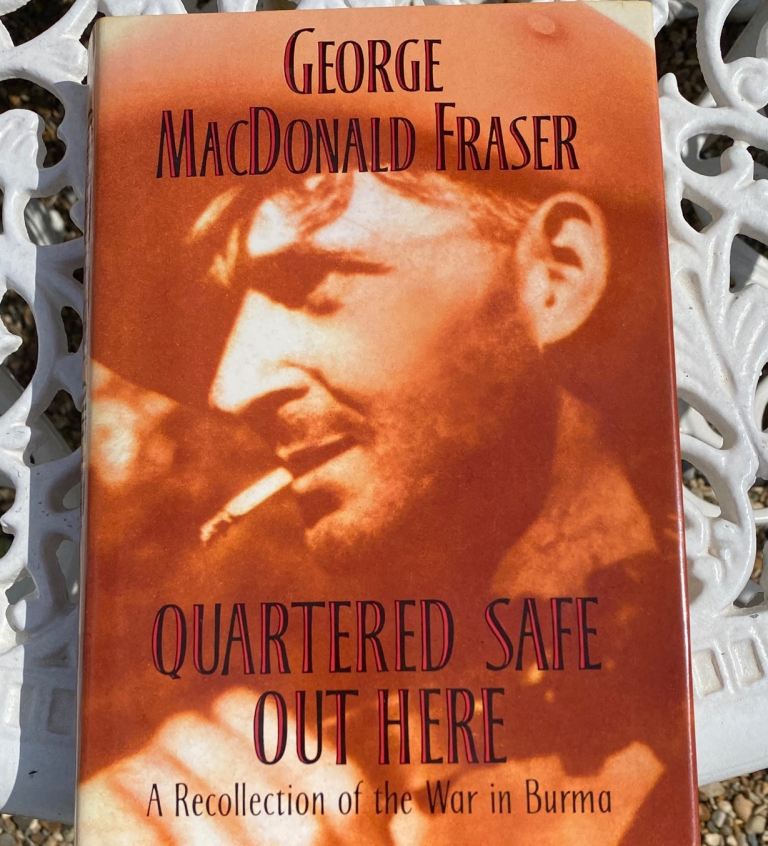 GEORGE
MACDONALD FRASER
QUARTERED SAFE
OUT HERE
A Recollection of the War in Burma